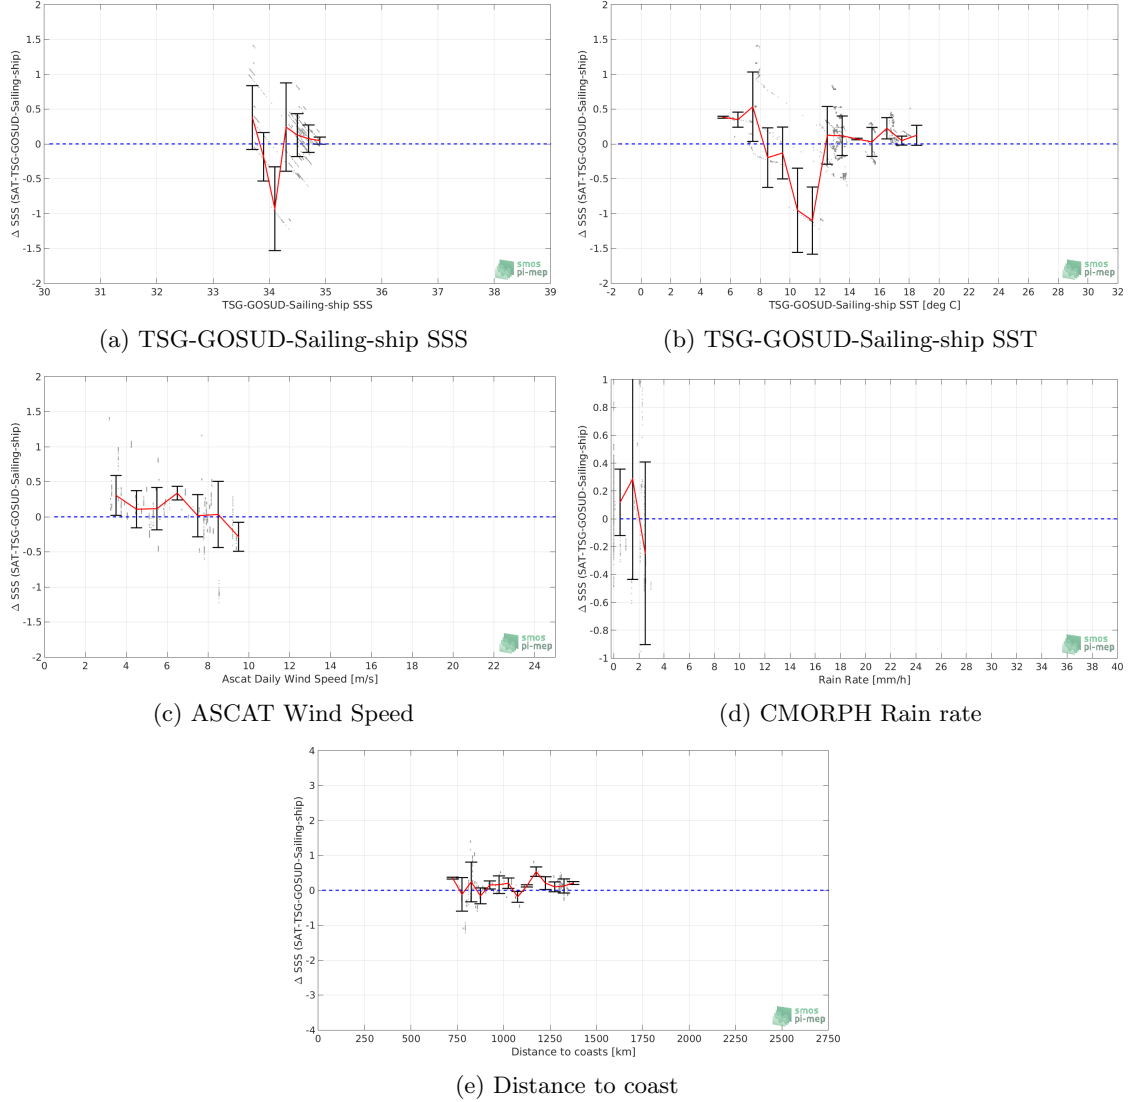 2
1.5
1
0.5
0
-0.5
-1
-1.5
-2
Δ SSS (SAT-TSG-GOSUD-Sailing-ship)
30 31 32 33 34 35 36 37 38 39
TSG-GOSUD-Sailing-ship SSS
smos
pi-mep
(a) TSG-GOSUD-Sailing-ship SSS
2
1.5
1
0.5
0
-0.5
-1
-1.5
-2
Δ SSS (SAT-TSG-GOSUD-Sailing-ship)
-2 0 2 4 6 8 10 12 14 16 18 20 22 24 26 28 30 32
TSG-GOSUD-Sailing-ship SST [deg C]
smos
pi-mep
(b) TSG-GOSUD-Sailing-ship SST
2
1.5
1
0.5
0
-0.5
-1
-1.5
-2
Δ SSS (SAT-TSG-GOSUD-Sailing-ship)
0 2 4 6 8 10 12 14 16 18 20 22 24
Ascat Daily Wind Speed [m/s]
smos
pi-mep
(c) ASCAT Wind Speed
1
0.8
0.6
0.4
0.2
0
-0.2
-0.4
-0.6
-0.8
-1
Δ SSS (SAT-TSG-GOSUD-Sailing-ship)
0 2 4 6 8 10 12 14 16 18 20 22 24 26 28 30 32 34 36 38 40
Rain Rate [mm/h]
smos
pi-mep
(d) CMORPH Rain rate
4
3
2
1
0
-1
-2
-3
-4
Δ SSS (SAT-TSG-GOSUD-Sailing-ship)
0 250 500 750 1000 1250 1500 1750 2000 2250 2500 2750
Distance to coasts [km]
smos
pi-mep
(e) Distance to coast